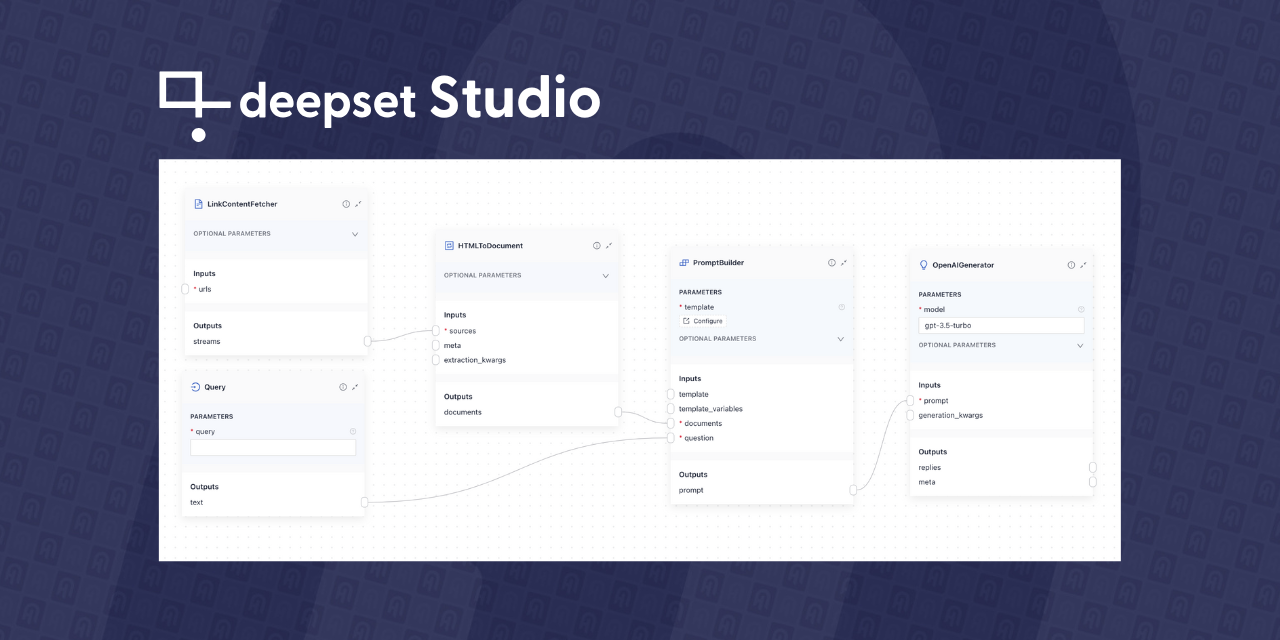 deepset Studio
LinkContentFetcher
OPTIONAL PARAMETERS
Inputs
* urls
Outputs
streams
Query
PARAMETERS
* query
Outputs
text
HTMLToDocument
OPTIONAL PARAMETERS
Inputs
* sources
meta
extraction_kwargs
Outputs
documents
PromptBuilder
PARAMETERS
* template
Configure
OPTIONAL PARAMETERS
Inputs
template
template_variables
* documents
* question
Outputs
prompt
OpenAIGenerator
PARAMETERS
* model
gpt-3.5-turbo
OPTIONAL PARAMETERS
Inputs
* prompt
generation_kwargs
Outputs
replies
meta